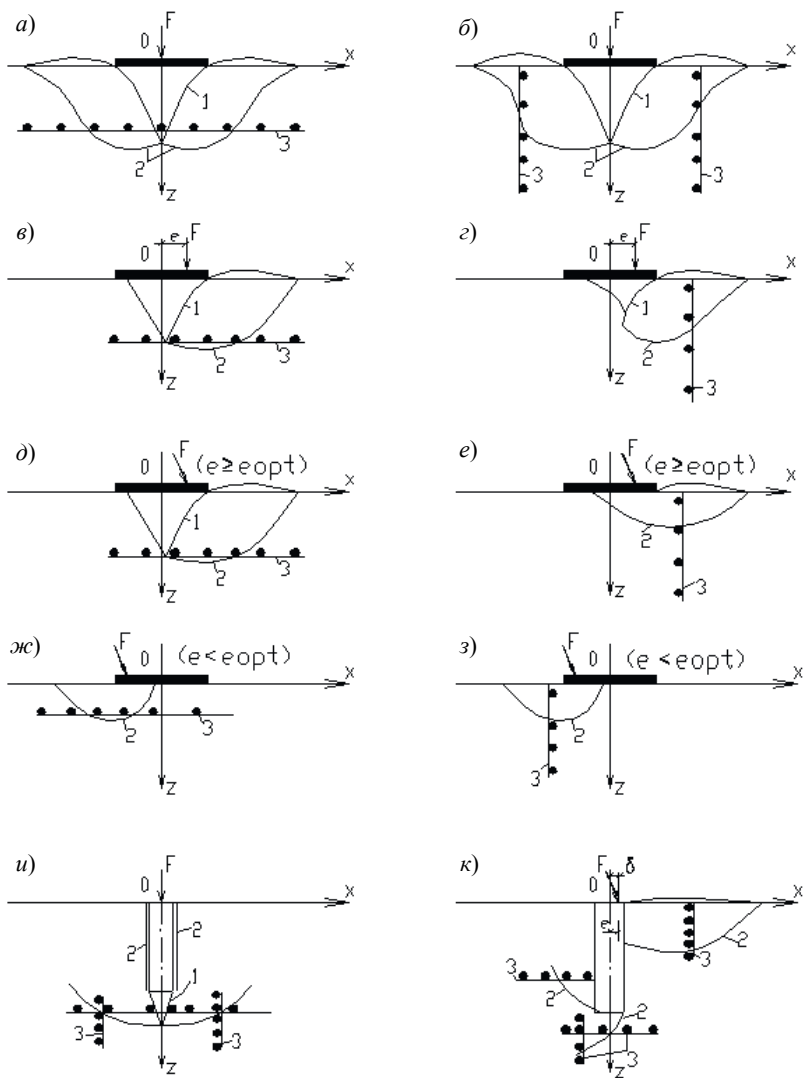 а) F 0 x 1 2 3 z
б) F 0 x 1 2 3 3 z
в) e F 0 x 1 2 3 z
г) e F 0 x 1 2 3 z
д) F 0 (e≥eopt) x 1 2 3 z
е) F 0 (e≥eopt) x 2 3 z
ж) F 0 (e<eopt) x 2 3 z
з) F 0 (e<eopt) x 2 3 z
и) F 0 x 2 2 1 3 3 z
к) F δ 0 x e 2 3 3 2 2 3 z